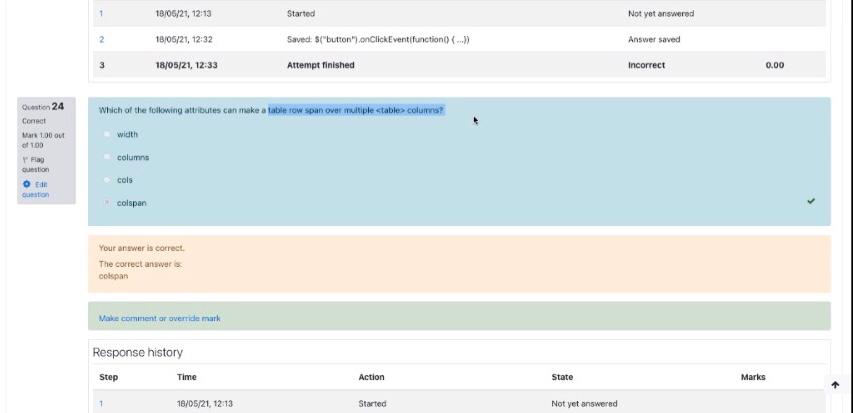 1 18/05/21, 12:13 Started Not yet answered
2 18/05/21, 12:32 Saved: $("button").onClickEvent(function() { ...}) Answer saved
3 18/05/21, 12:33 Attempt finished Incorrect 0.00
Question 24
Correct
Mark 1.00 out
of 1.00
Flag
question
Edit
question
Which of the following attributes can make a table row span over multiple <table> columns?
width
columns
cols
colspan
Your answer is correct.
The correct answer is:
colspan
Make comment or override mark
Response history
Step Time Action State Marks
1 18/05/21, 12:13 Started Not yet answered